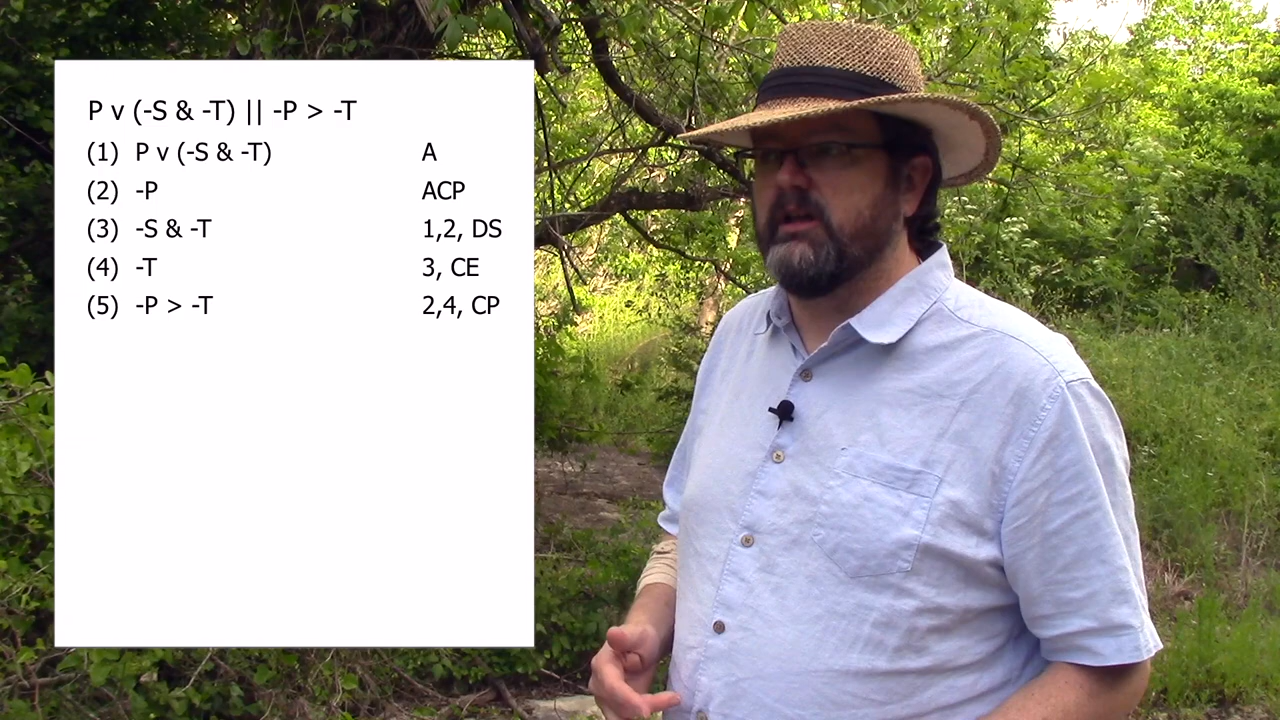 P v (-S & -T) || -P > -T
(1) P v (-S & -T) A
(2) -P ACP
(3) -S & -T 1,2, DS
(4) -T 3, CE
(5) -P > -T 2,4, CP